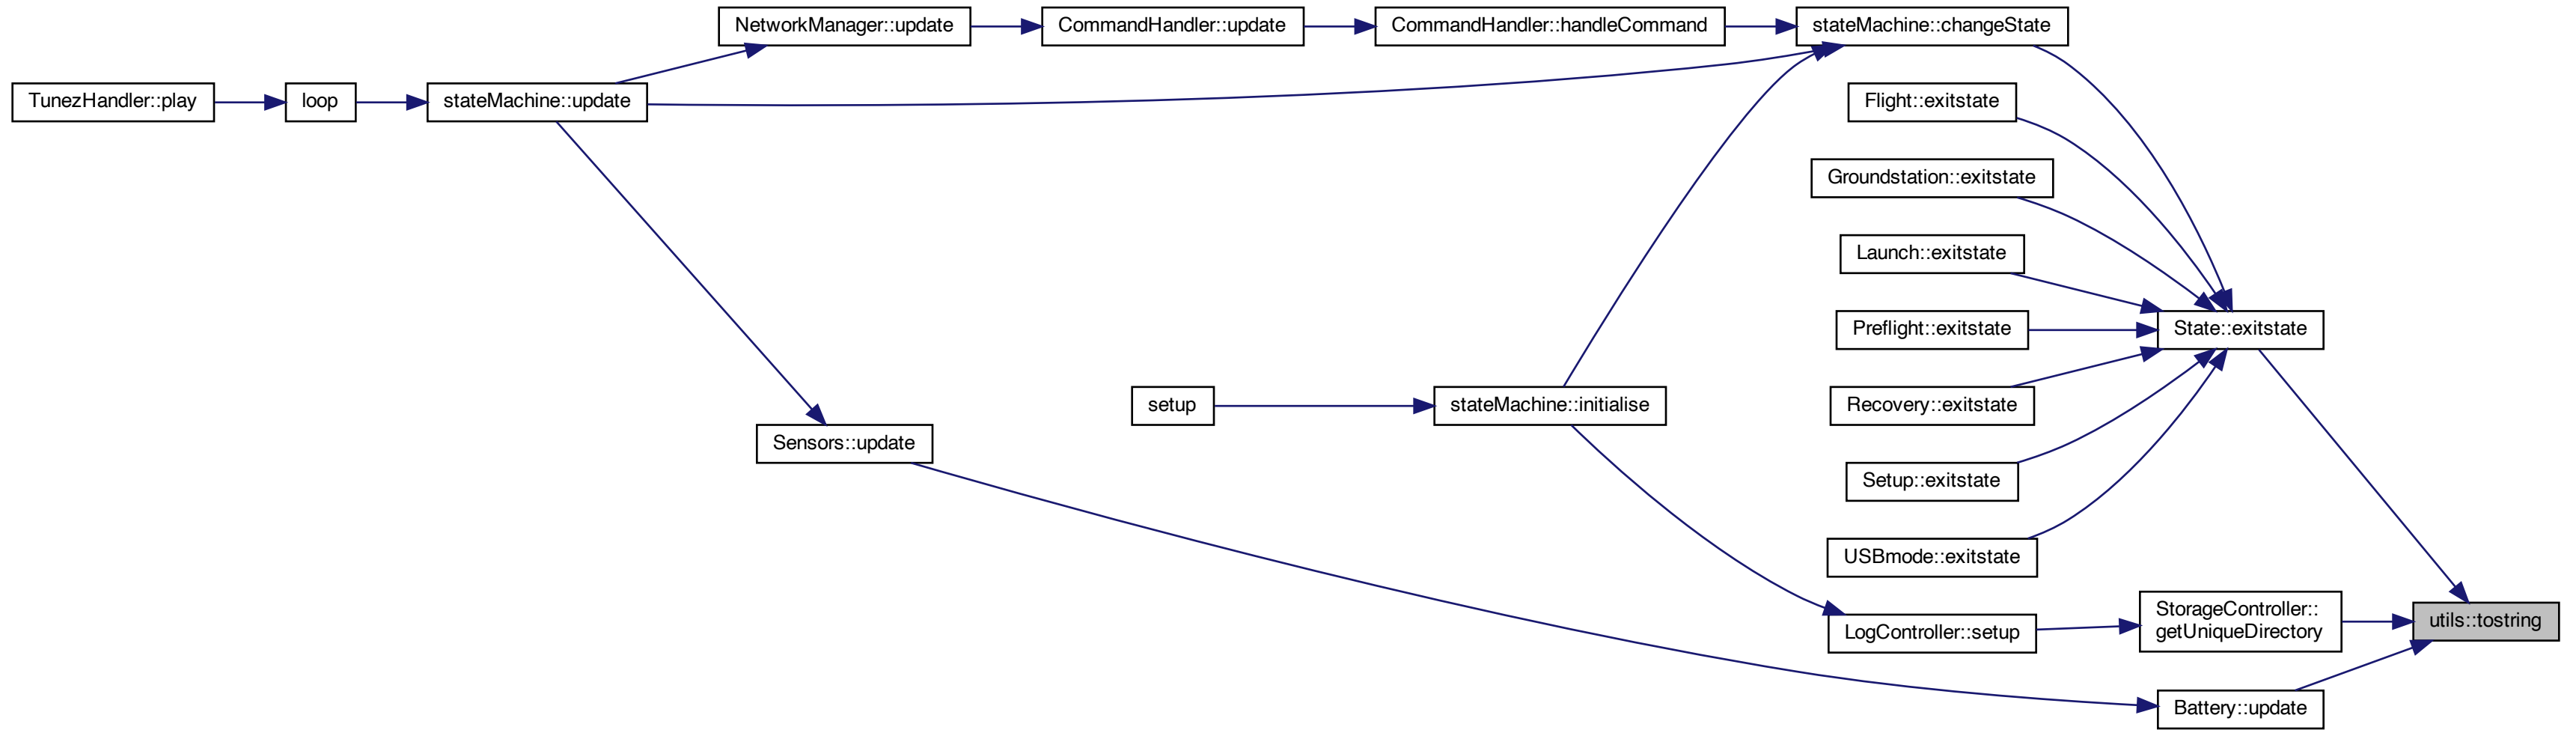 NetworkManager::update
CommandHandler::update
CommandHandler::handleCommand
stateMachine::changeState
TunezHandler::play
loop
stateMachine::update
Flight::exitstate
Groundstation::exitstate
Launch::exitstate
Preflight::exitstate
State::exitstate
setup
stateMachine::initialise
Recovery::exitstate
Sensors::update
Setup::exitstate
USBmode::exitstate
StorageController::
getUniqueDirectory
utils::tostring
LogController::setup
Battery::update